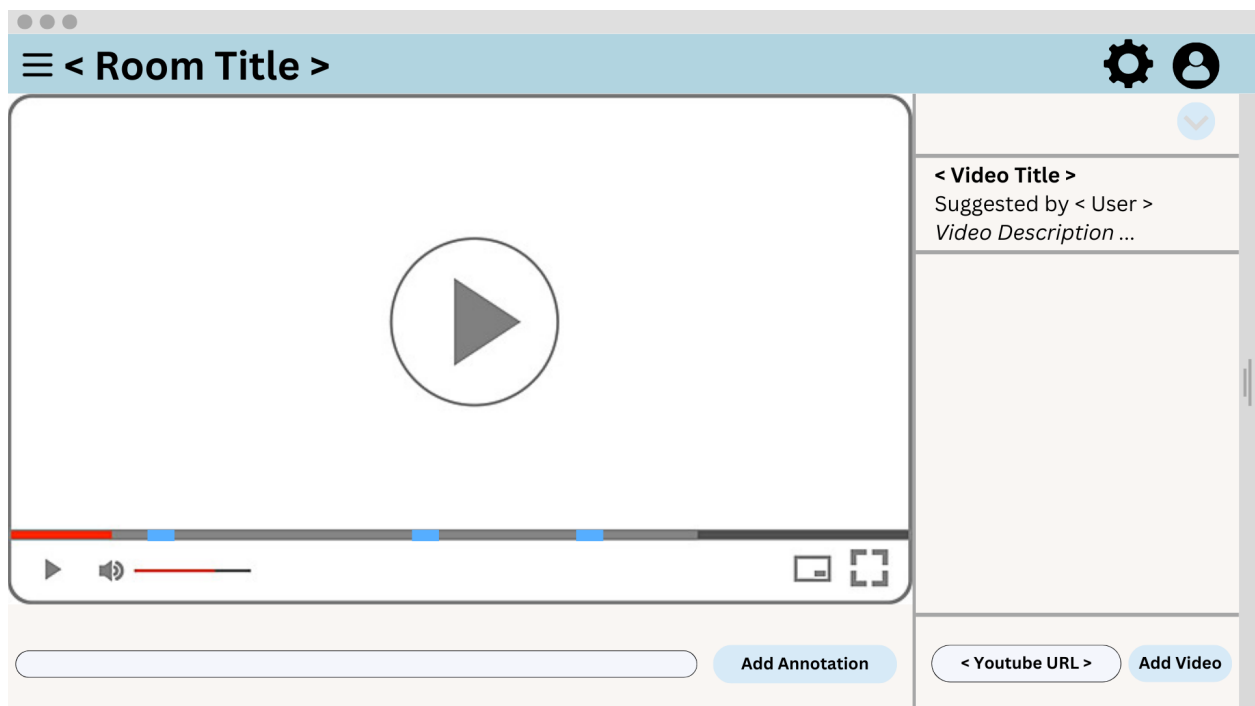 < Room Title >
< Video Title >
Suggested by < User >
Video Description ...
Add Annotation
< Youtube URL >
Add Video